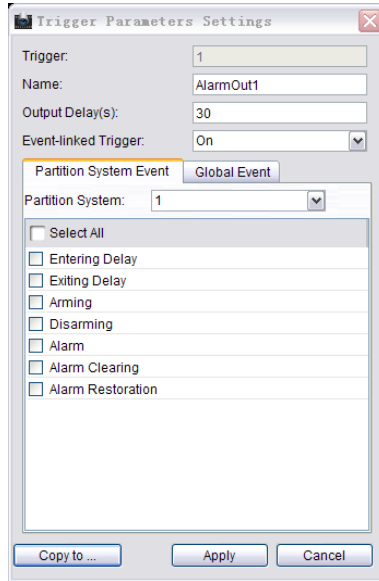 Trigger Parameters Settings
Trigger: 1
Name: AlarmOut1
Output Delay(s): 30
Event-linked Trigger: On
Partition System Event Global Event
Partition System: 1
Select All
Entering Delay
Exiting Delay
Arming
Disarming
Alarm
Alarm Clearing
Alarm Restoration
Copy to ... Apply Cancel